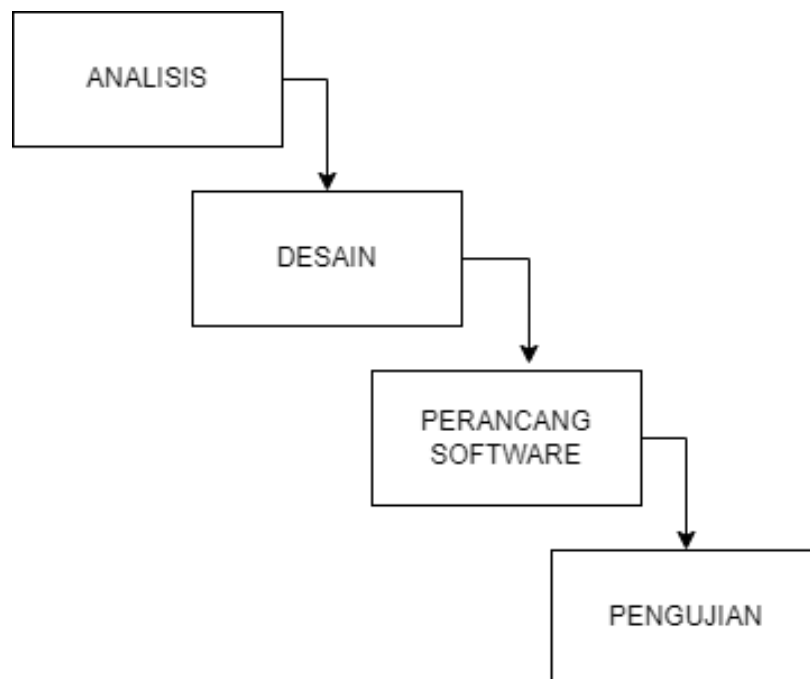 ANALISIS
DESAIN
PERANCANG
SOFTWARE
PENGUJIAN